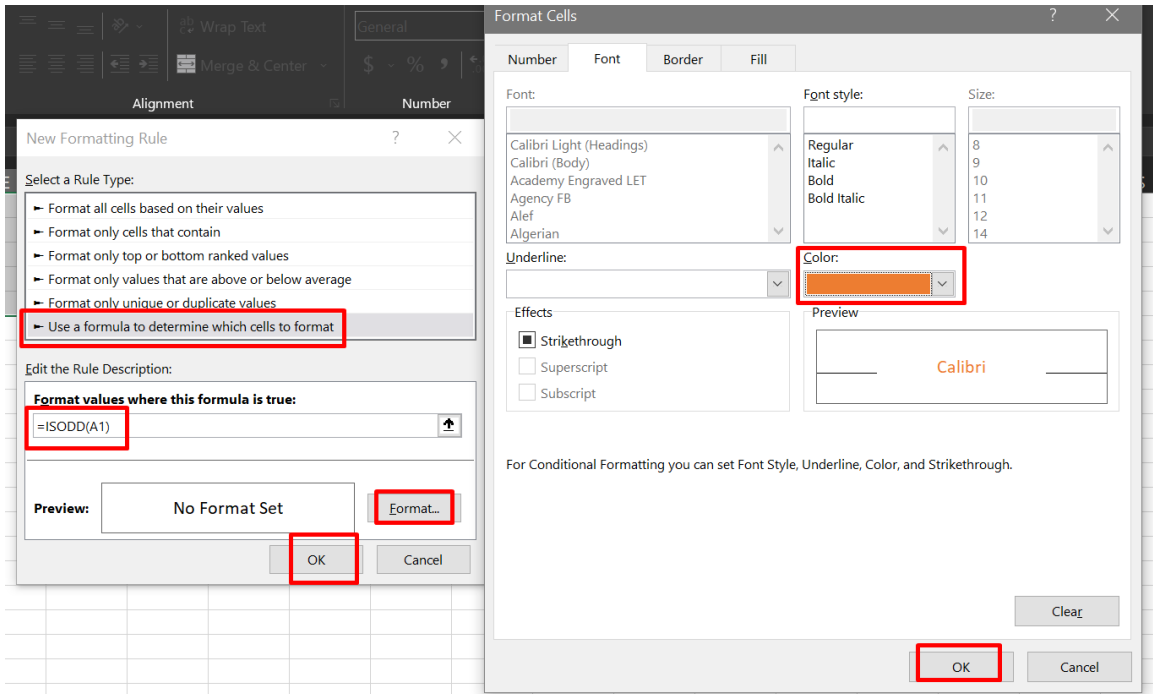 Wrap Text
General
Merge & Center
$ % ,
Alignment
Number
New Formatting Rule
?
Select a Rule Type:
► Format all cells based on their values
► Format only cells that contain
► Format only top or bottom ranked values
► Format only values that are above or below average
► Format only unique or duplicate values
► Use a formula to determine which cells to format
Edit the Rule Description:
Format values where this formula is true:
=ISODD(A1)
Preview:
No Format Set
Format...
OK
Cancel
Format Cells
?
Number
Font
Border
Fill
Font:
Calibri Light (Headings)
Calibri (Body)
Academy Engraved LET
Agency FB
Alef
Algerian
Font style:
Regular
Italic
Bold
Bold Italic
Size:
8
9
10
11
12
14
Underline:
Color:
Effects
Strikethrough
Superscript
Subscript
Preview
Calibri
For Conditional Formatting you can set Font Style, Underline, Color, and Strikethrough.
Clear
OK
Cancel